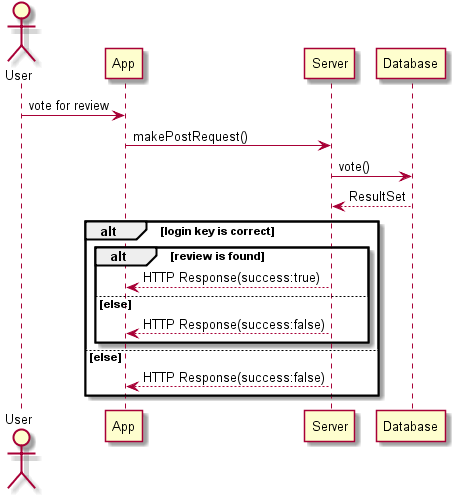 User
App
Server
Database
vote for review
makePostRequest()
vote()
ResultSet
alt [login key is correct]
alt [review is found]
HTTP Response(success:true)
[else]
HTTP Response(success:false)
[else]
HTTP Response(success:false)
User
App
Server
Database